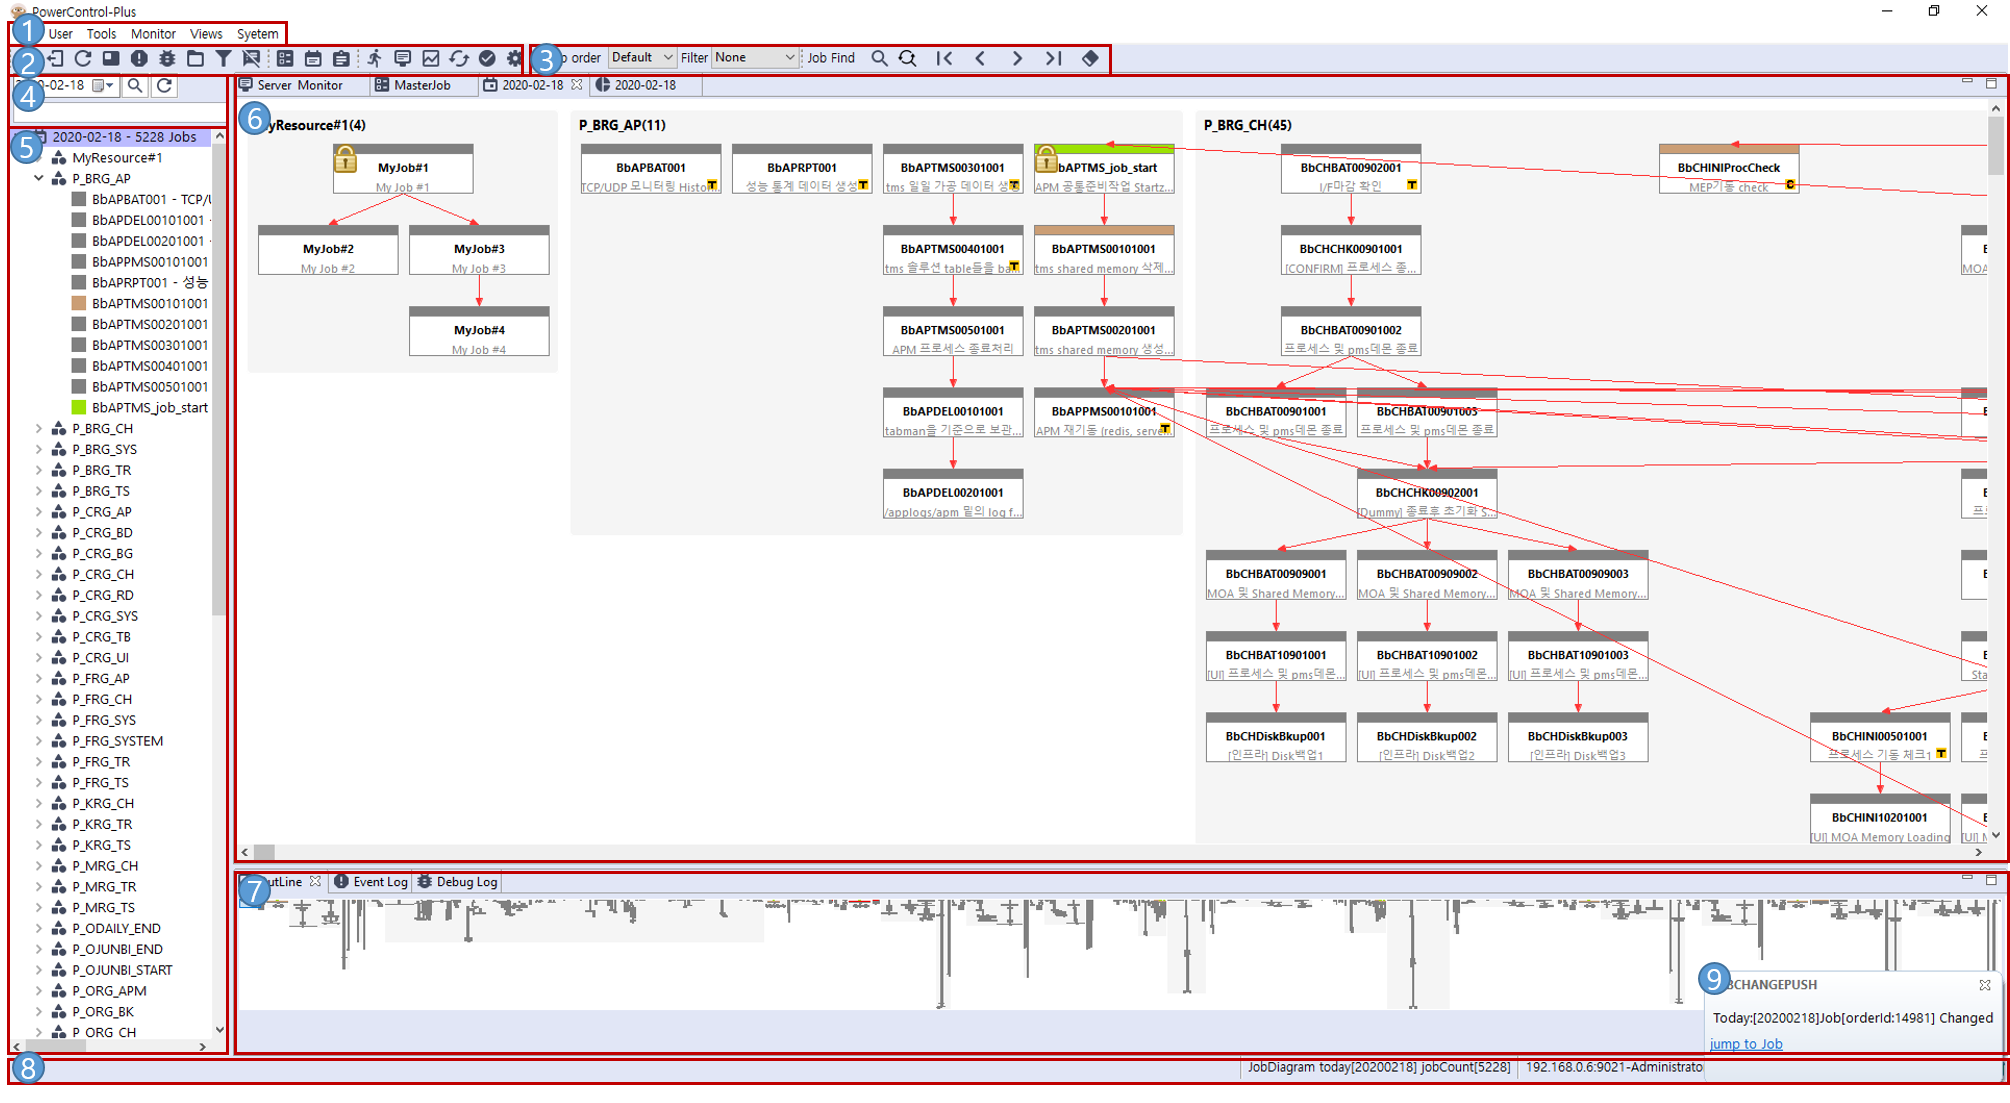 PowerControl-Plus
1 User Tools Monitor Views Syetem
2
3 order Default Filter None Job Find
4 -02-18
Server Monitor MasterJob 2020-02-18 2020-02-18
5 2020-02-18 - 5228 Jobs
MyResource#1
P_BRG_AP
BbAPBAT001 - TCP/U
BbAPDEL00101001 -
BbAPDEL00201001 -
BbAPPMS00101001
BbAPRPT001 - 성능
BbAPTMS00101001
BbAPTMS00201001
BbAPTMS00301001
BbAPTMS00401001
BbAPTMS00501001
BbAPTMS_job_start
P_BRG_CH
P_BRG_SYS
P_BRG_TR
P_BRG_TS
P_CRG_AP
P_CRG_BD
P_CRG_BG
P_CRG_CH
P_CRG_RD
P_CRG_SYS
P_CRG_TB
P_CRG_UI
P_FRG_AP
P_FRG_CH
P_FRG_SYS
P_FRG_SYSTEM
P_FRG_TR
P_FRG_TS
P_KRG_CH
P_KRG_TR
P_KRG_TS
P_MRG_CH
P_MRG_TR
P_MRG_TS
P_ODAILY_END
P_OJUNBI_END
P_OJUNBI_START
P_ORG_APM
P_ORG_BK
P_ORG_CH
6 yResource#1(4)
MyJob#1
My Job #1
MyJob#2 MyJob#3
My Job #2 My Job #3
MyJob#4
My Job #4
P_BRG_AP(11)
BbAPBAT001 BbAPRPT001 BbAPTMS00301001 bAPTMS_job_start
TCP/UDP 모니터링 Histor... T 성능 통계 데이터 생성 T tms 일일 가공 데이터 생 T APM 공통준비작업 Startz...
BbAPTMS00401001 BbAPTMS00101001
tms 솔루션 table들을 ba T tms shared memory 삭제...
BbAPTMS00501001 BbAPTMS00201001
APM 프로세스 종료처리 tms shared memory 생성...
BbAPDEL00101001 BbAPPMS00101001
tabman을 기준으로 보관... APM 재기동 (redis, serve... T
BbAPDEL00201001
/applogs/apm 밑의 log f...
P_BRG_CH(45)
BbCHBAT00902001 BbCHINIProcCheck
I/F마감 확인 T MEP기동 check C
BbCHCHK00901001
[CONFIRM] 프로세스 종...
MOA
BbCHBAT00901002
프로세스 및 pms데몬 종료
BbCHBAT00901001 BbCHBAT00901003
프로세스 및 pms데몬 종료 프로세스 및 pms데몬 종료
BbCHCHK00902001
[Dummy] 종료후 초기화 S...
BbCHBAT00909001 BbCHBAT00909002 BbCHBAT00909003
MOA 및 Shared Memory... MOA 및 Shared Memory... MOA 및 Shared Memory...
BbCHBAT10901001 BbCHBAT10901002 BbCHBAT10901003
[UI] 프로세스 및 pms데몬... [UI] 프로세스 및 pms데몬... [UI] 프로세스 및 pms데몬...
Sta
BbCHDiskBkup001 BbCHDiskBkup002 BbCHDiskBkup003 BbCHINI00501001
[인프라] Disk백업1 [인프라] Disk백업2 [인프라] Disk백업3 프로세스 기동 체크1 T
BbCHINI10201001
[UI] MOA Memory Loading
7 utLine Event Log Debug Log
9 CHANGEPUSH
Today:[20200218]Job[orderId:14981] Changed
jump to Job
8 JobDiagram today[20200218] jobCount[5228] 192.168.0.6:9021-Administrato